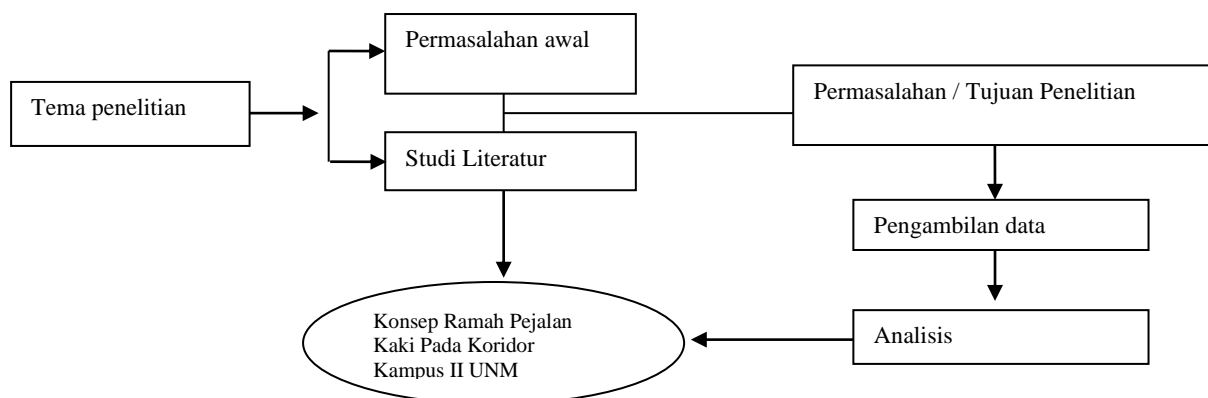 Permasalahan awal
Tema penelitian
Permasalahan / Tujuan Penelitian
Studi Literatur
Pengambilan data
Analisis
Konsep Ramah Pejalan
Kaki Pada Koridor
Kampus II UNM